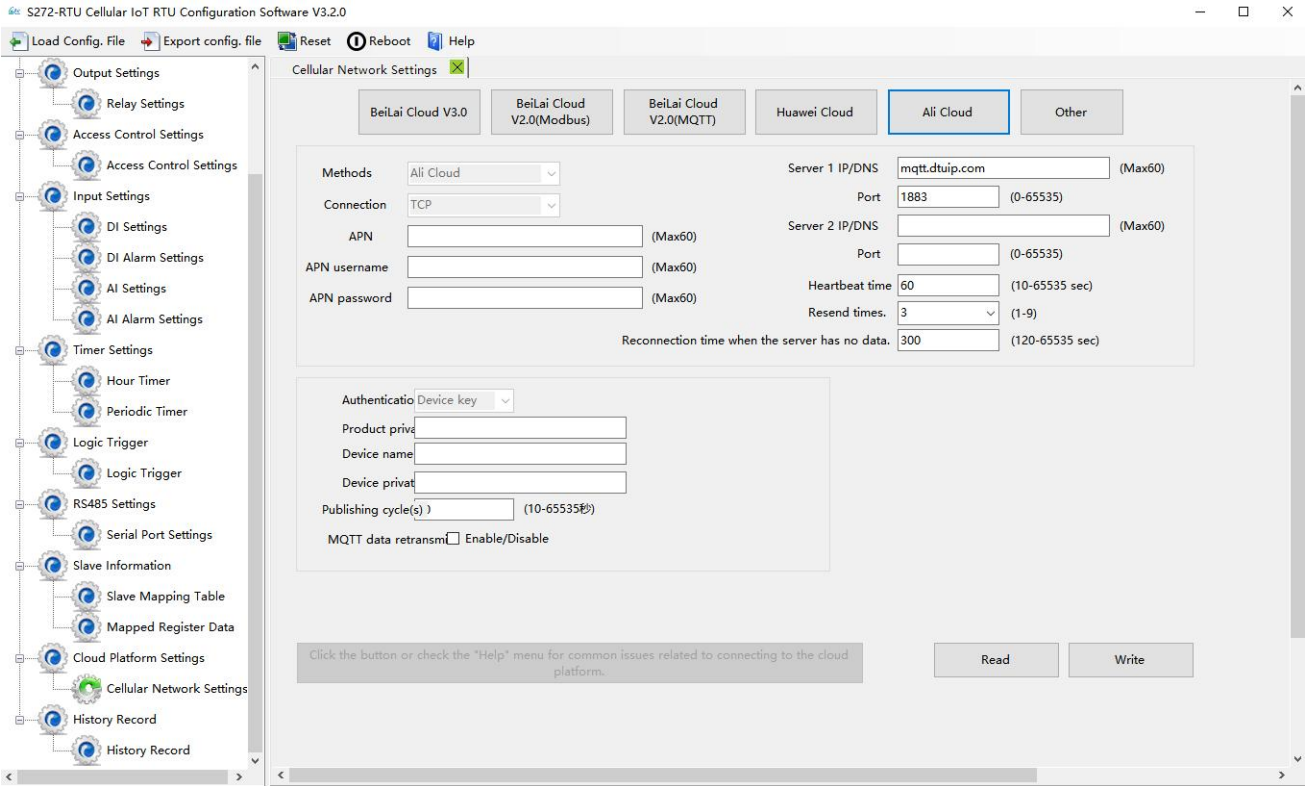 S272-RTU Cellular IoT RTU Configuration Software V3.2.0
Load Config. File Export config. file Reset Reboot Help
Output Settings
Relay Settings
Access Control Settings
Access Control Settings
Input Settings
DI Settings
DI Alarm Settings
AI Settings
AI Alarm Settings
Timer Settings
Hour Timer
Periodic Timer
Logic Trigger
Logic Trigger
RS485 Settings
Serial Port Settings
Slave Information
Slave Mapping Table
Mapped Register Data
Cloud Platform Settings
Cellular Network Settings
History Record
History Record
Cellular Network Settings
BeiLai Cloud V3.0
BeiLai Cloud
V2.0(Modbus)
BeiLai Cloud
V2.0(MQTT)
Huawei Cloud
Ali Cloud
Other
Methods Ali Cloud
Connection TCP
APN (Max60)
APN username (Max60)
APN password (Max60)
Server 1 IP/DNS mqtt.dtuip.com (Max60)
Port 1883 (0-65535)
Server 2 IP/DNS (Max60)
Port (0-65535)
Heartbeat time 60 (10-65535 sec)
Resend times. 3 (1-9)
Reconnection time when the server has no data. 300 (120-65535 sec)
Authenticatio Device key
Product priva
Device name
Device privat
Publishing cycle(s) (10-65535秒)
MQTT data retransmi Enable/Disable
Click the button or check the "Help" menu for common issues related to connecting to the cloud
platform.
Read
Write